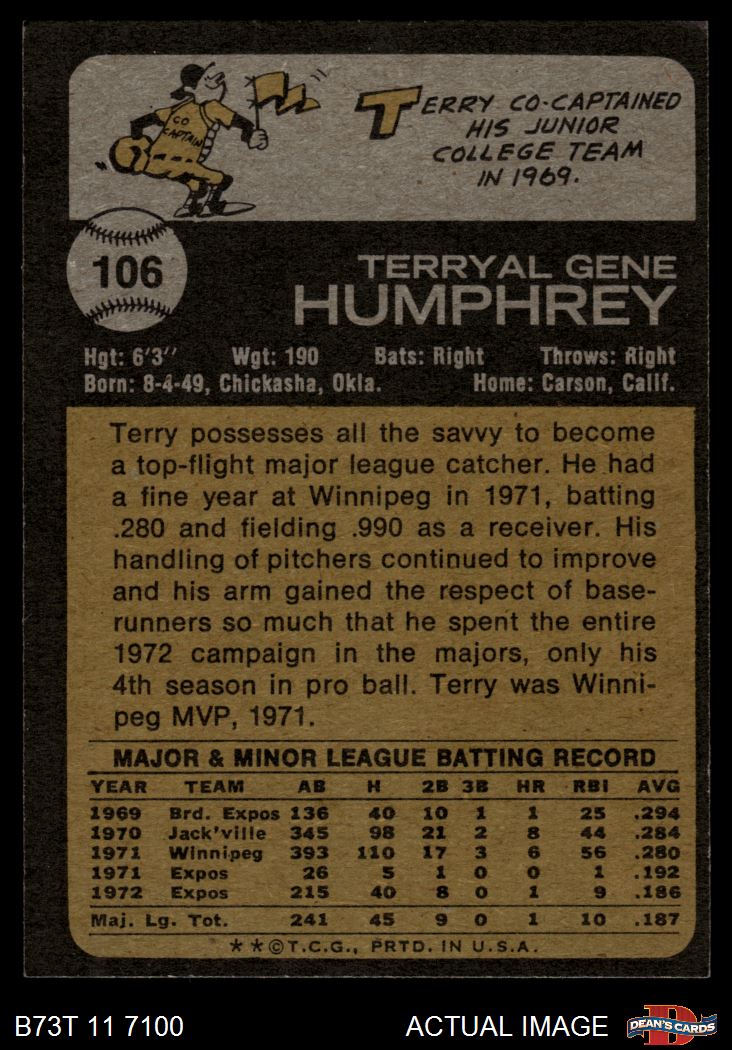 CO CAPTAIN
TERRY CO-CAPTAINED
HIS JUNIOR
COLLEGE TEAM
IN 1969.
106
TERRYAL GENE
HUMPHREY
Hgt: 6'3" Wgt: 190 Bats: Right Throws: Right
Born: 8-4-49, Chickasha, Okla. Home: Carson, Calif.
Terry possesses all the savvy to become
a top-flight major league catcher. He had
a fine year at Winnipeg in 1971, batting
.280 and fielding .990 as a receiver. His
handling of pitchers continued to improve
and his arm gained the respect of base-
runners so much that he spent the entire
1972 campaign in the majors, only his
4th season in pro ball. Terry was Winni-
peg MVP, 1971.
MAJOR & MINOR LEAGUE BATTING RECORD
YEAR TEAM AB H 2B 3B HR RBI AVG
1969 Brd. Expos 136 40 10 1 1 25 .294
1970 Jack'ville 345 98 21 2 8 44 .284
1971 Winnipeg 393 110 17 3 6 56 .280
1971 Expos 26 5 1 0 0 1 .192
1972 Expos 215 40 8 0 1 9 .186
Maj. Lg. Tot. 241 45 9 0 1 10 .187
**©T.C.G., PRTD. IN U.S.A.
B73T 11 7100 ACTUAL IMAGE
D
DEAN'S CARDS